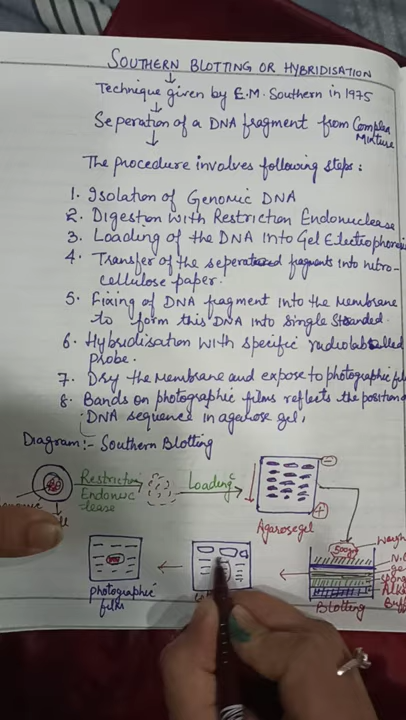 SOUTHERN BLOTTING OR HYBRIDISATION
Technique given by E.M. Southern in 1975
Seperation of a DNA fragment from Complex
Mixture
The procedure involves following steps:
1. Isolation of Genomic DNA
2. Digestion with Restriction Endonuclease
3. Loading of the DNA into Gel Electrophoresis
4. Transfer of the seperated fragments into nitro-
cellulose paper.
5. Fixing of DNA fragment into the Membrane
to form this DNA into Single Stranded.
6. Hybridisation with specific radiolabelled
probe.
7. Dry the Membrane and expose to photographic film
8. Bands on photographic films reflects the position
DNA sequence in agarose gel,
Diagram:- Southern Blotting
Restriction
Endonuc
lease
Loading
−
+
Agarosegel
500g
Blotting
photographic
films